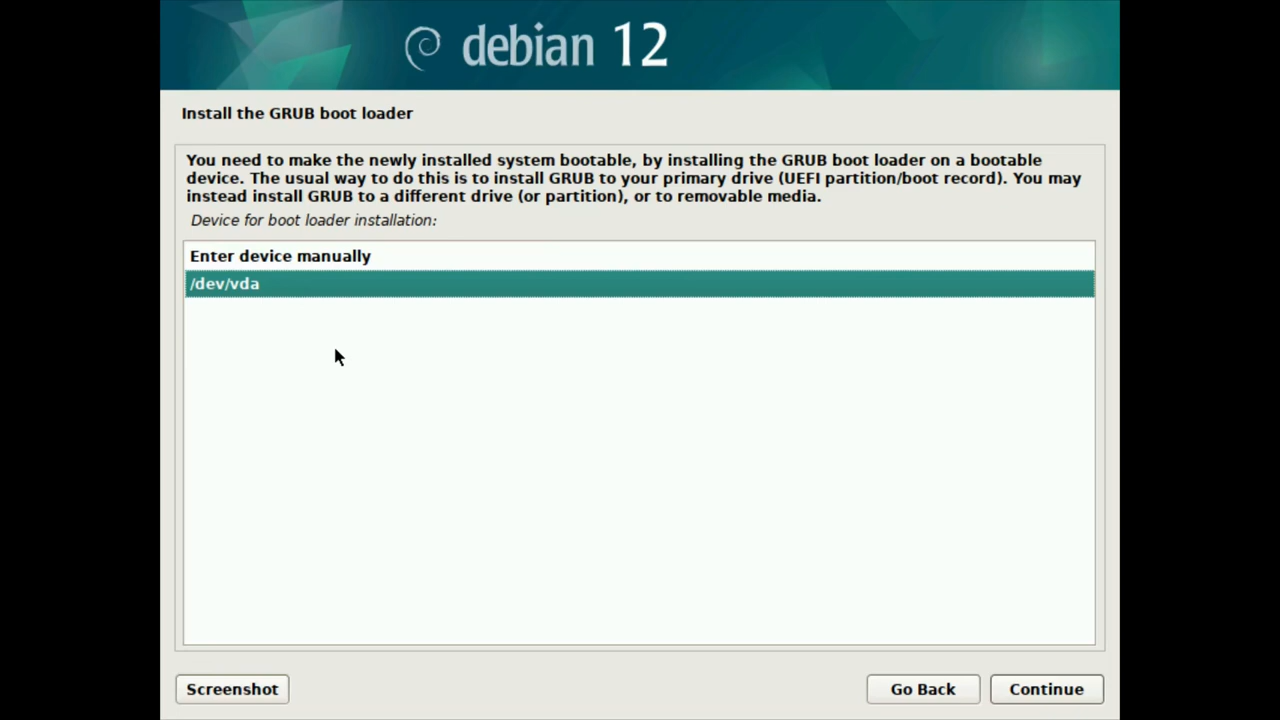 debian 12
Install the GRUB boot loader
You need to make the newly installed system bootable, by installing the GRUB boot loader on a bootable
device. The usual way to do this is to install GRUB to your primary drive (UEFI partition/boot record). You may
instead install GRUB to a different drive (or partition), or to removable media.
Device for boot loader installation:
Enter device manually
/dev/vda
Screenshot
Go Back
Continue